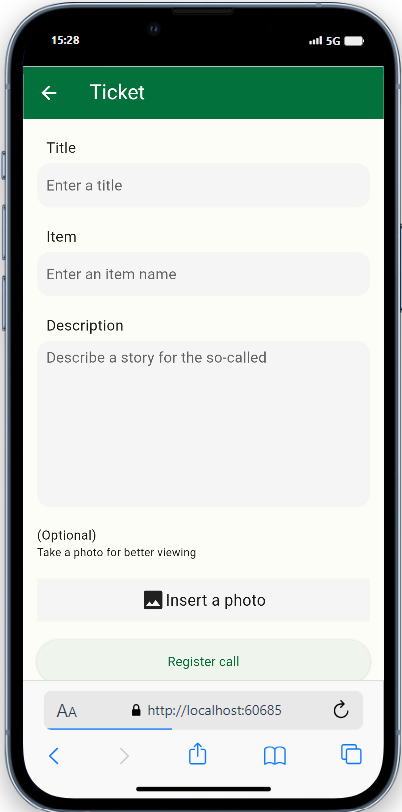 15:28
5G
Ticket
Title
Enter a title
Item
Enter an item name
Description
Describe a story for the so-called
(Optional)
Take a photo for better viewing
Insert a photo
Register call
AA http://localhost:60685